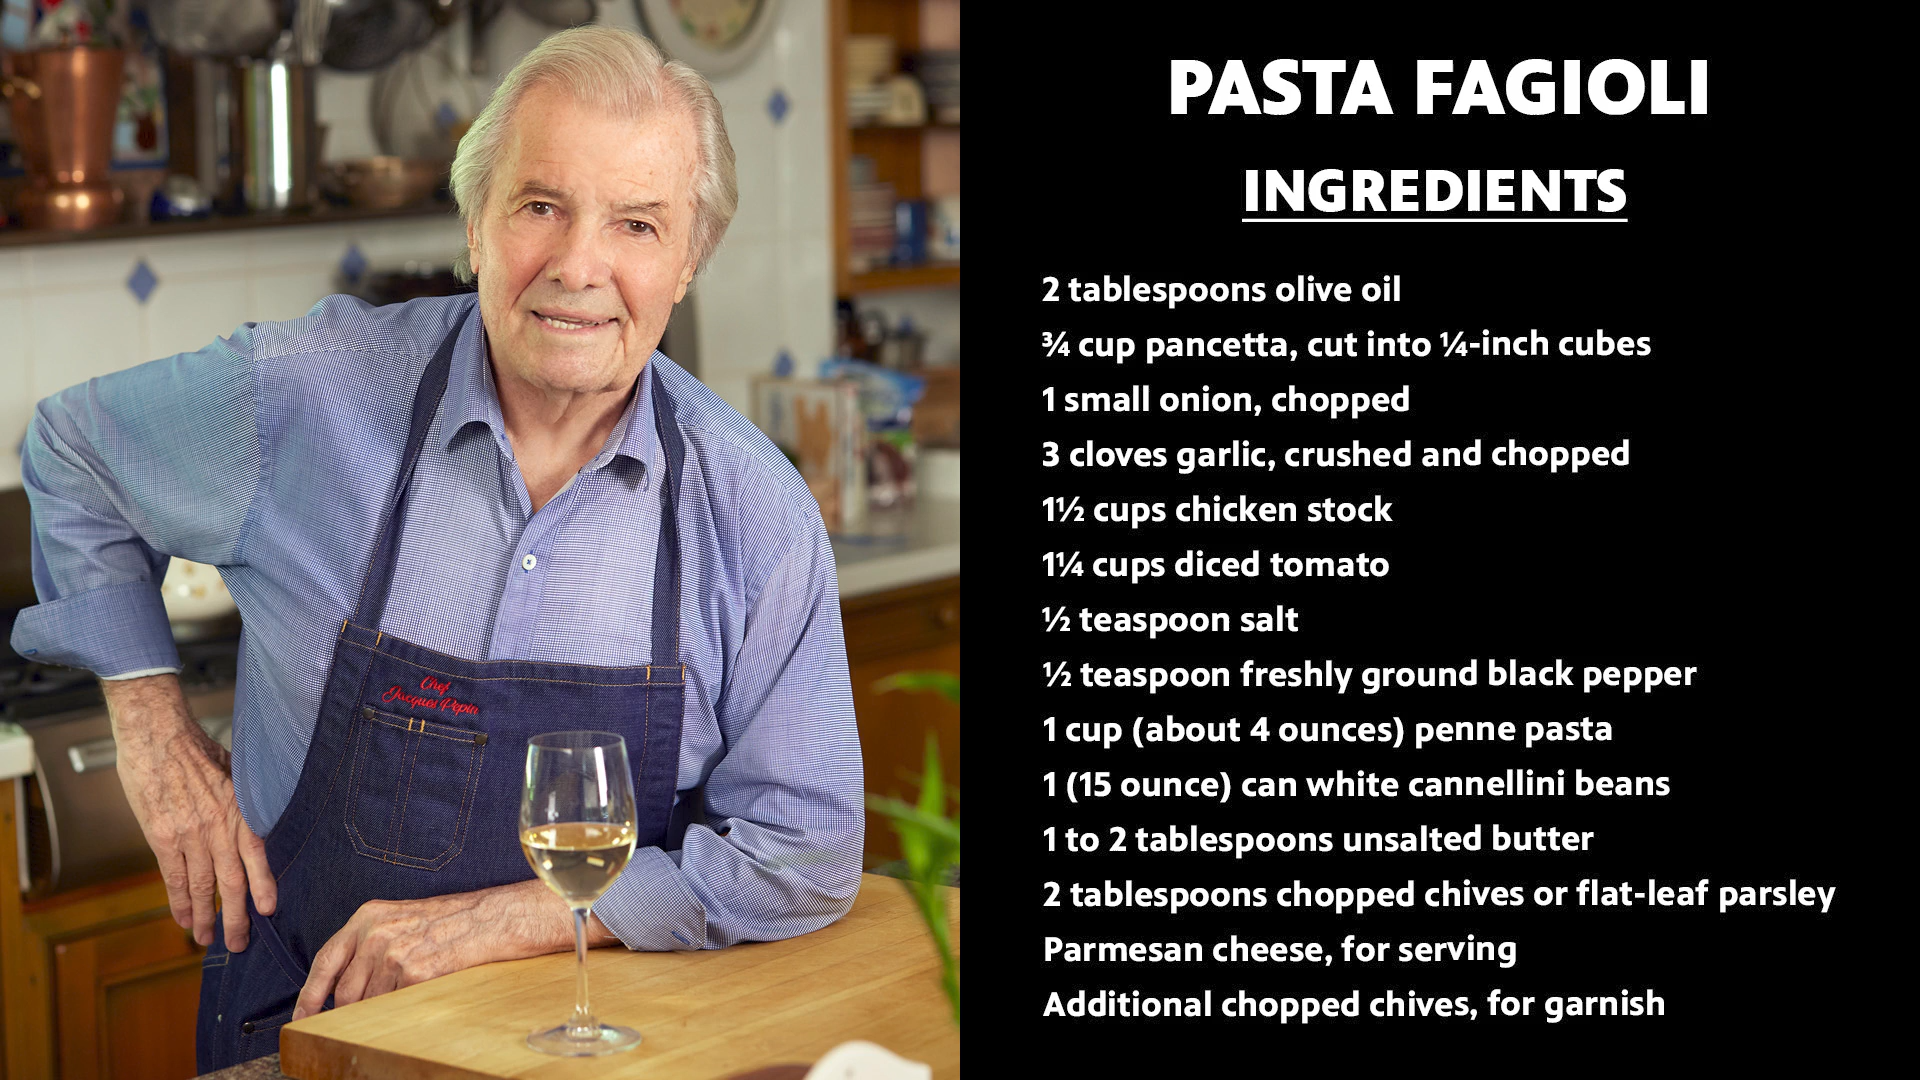 PASTA FAGIOLI
INGREDIENTS
2 tablespoons olive oil
¾ cup pancetta, cut into ¼-inch cubes
1 small onion, chopped
3 cloves garlic, crushed and chopped
1½ cups chicken stock
1¼ cups diced tomato
½ teaspoon salt
½ teaspoon freshly ground black pepper
1 cup (about 4 ounces) penne pasta
1 (15 ounce) can white cannellini beans
1 to 2 tablespoons unsalted butter
2 tablespoons chopped chives or flat-leaf parsley
Parmesan cheese, for serving
Additional chopped chives, for garnish
Chef
Jacques Pépin